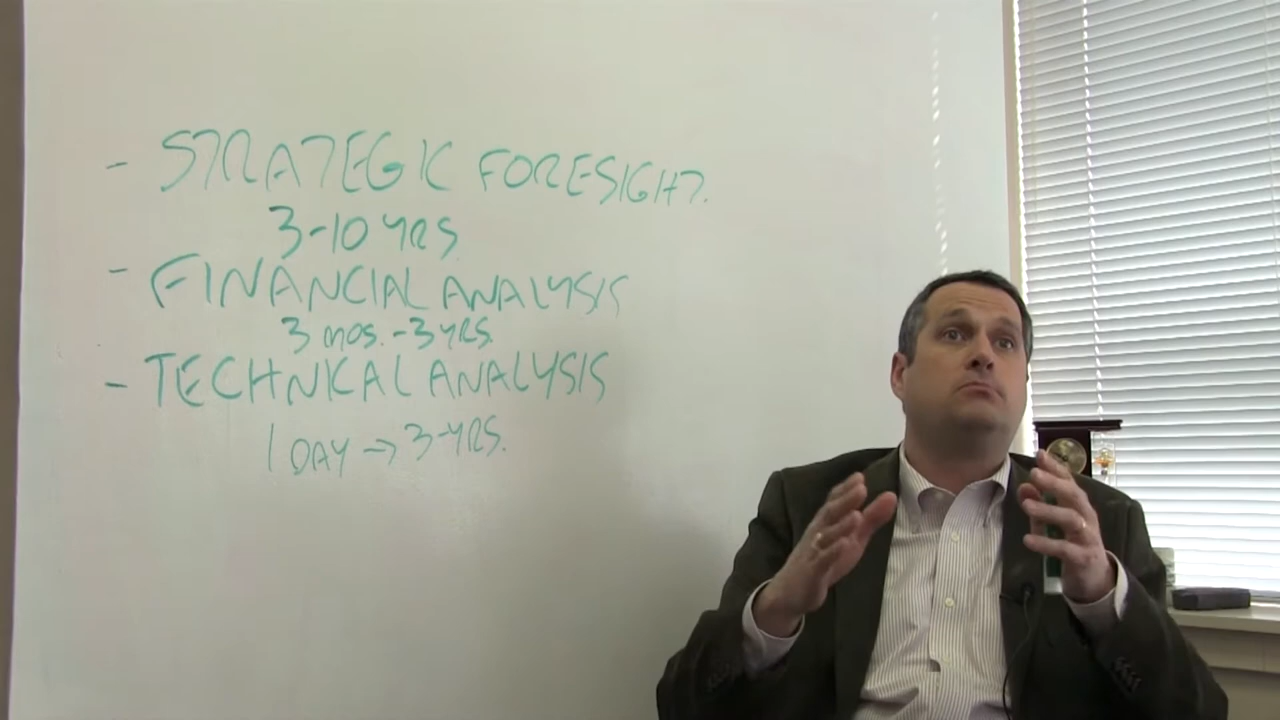 - STRATEGIC FORESIGHT.
3-10 YRS
- FINANCIAL ANALYSIS
3 MOS. - 3 YRS.
- TECHNICAL ANALYSIS
1 DAY → 3-YRS.